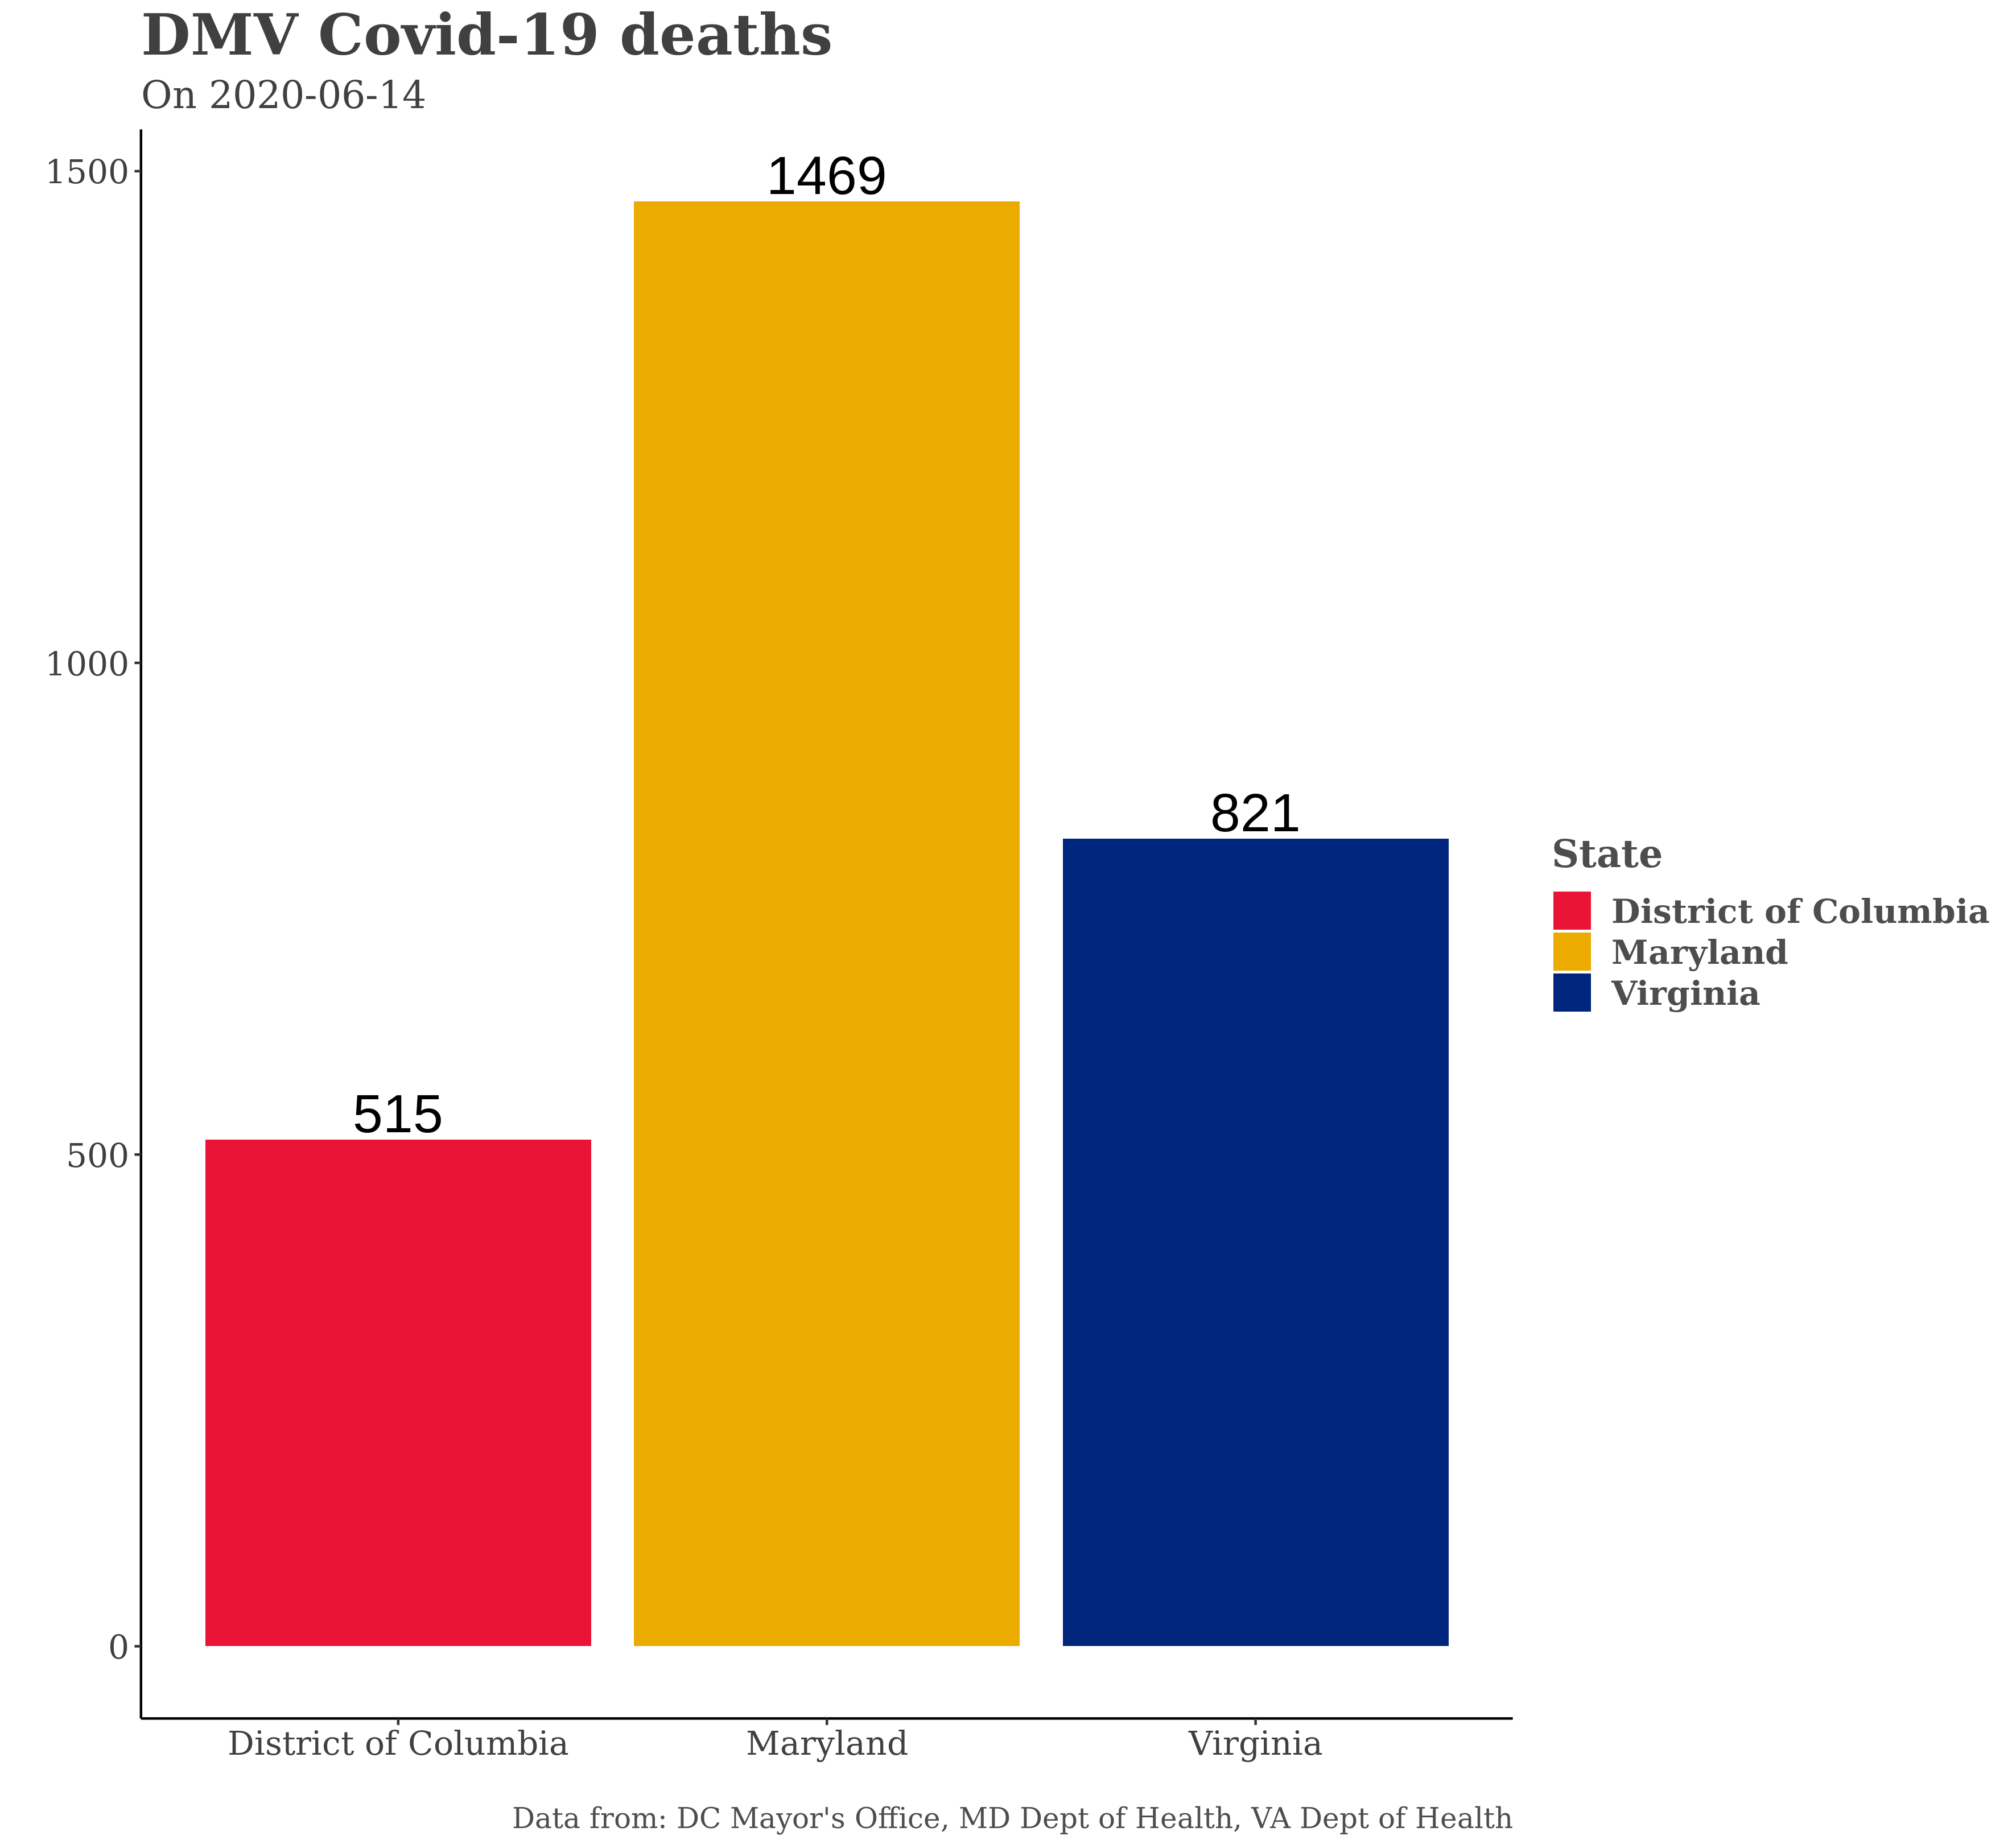 DMV Covid-19 deaths
On 2020-06-14
1500
1000
500
0
1469
821
515
District of Columbia
Maryland
Virginia
State
District of Columbia
Maryland
Virginia
Data from: DC Mayor's Office, MD Dept of Health, VA Dept of Health